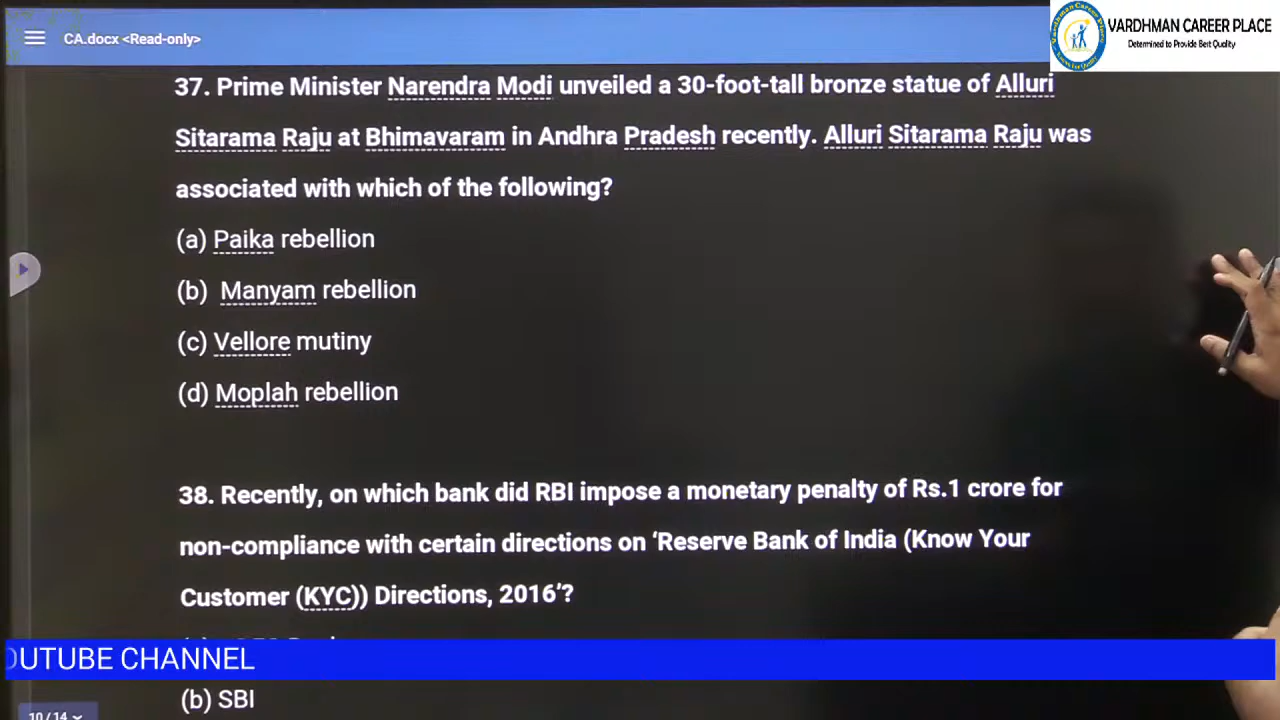 CA.docx <Read-only>
VARDHMAN CAREER PLACE
Determined to Provide Bert Quality
37. Prime Minister Narendra Modi unveiled a 30-foot-tall bronze statue of Alluri
Sitarama Raju at Bhimavaram in Andhra Pradesh recently. Alluri Sitarama Raju was
associated with which of the following?
(a) Paika rebellion
(b) Manyam rebellion
(c) Vellore mutiny
(d) Moplah rebellion
38. Recently, on which bank did RBI impose a monetary penalty of Rs.1 crore for
non-compliance with certain directions on ‘Reserve Bank of India (Know Your
Customer (KYC)) Directions, 2016’?
OUTUBE CHANNEL
(b) SBI
10/14